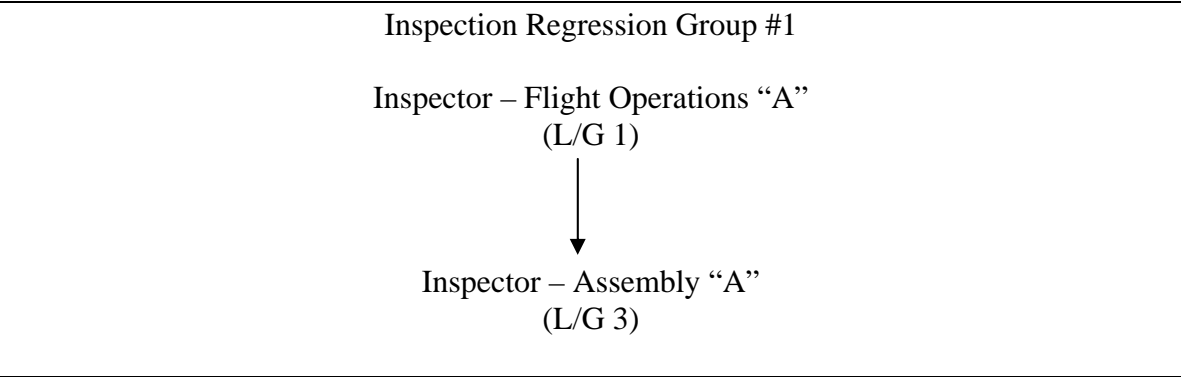 Inspection Regression Group #1
Inspector – Flight Operations “A”
(L/G 1)
Inspector – Assembly “A”
(L/G 3)